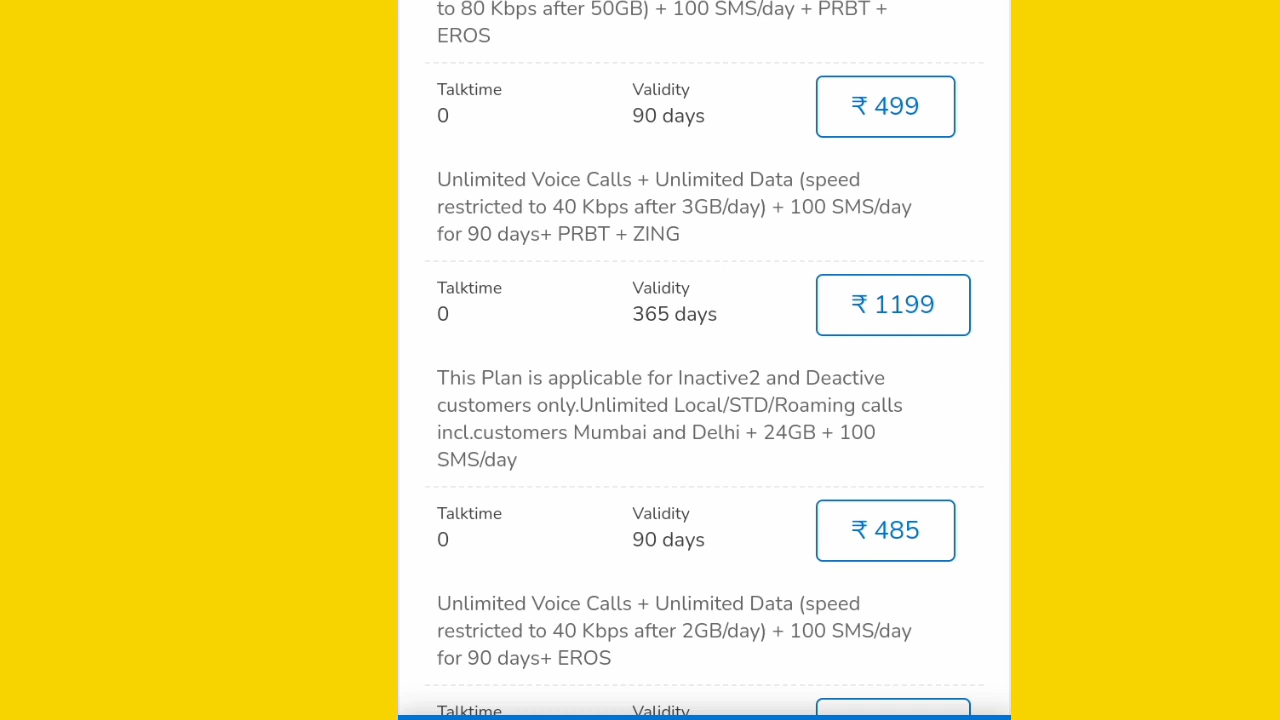 to 80 Kbps after 50GB) + 100 SMS/day + PRBT +
EROS
Talktime Validity
0 90 days ₹ 499
Unlimited Voice Calls + Unlimited Data (speed
restricted to 40 Kbps after 3GB/day) + 100 SMS/day
for 90 days+ PRBT + ZING
Talktime Validity
0 365 days ₹ 1199
This Plan is applicable for Inactive2 and Deactive
customers only.Unlimited Local/STD/Roaming calls
incl.customers Mumbai and Delhi + 24GB + 100
SMS/day
Talktime Validity
0 90 days ₹ 485
Unlimited Voice Calls + Unlimited Data (speed
restricted to 40 Kbps after 2GB/day) + 100 SMS/day
for 90 days+ EROS
Talktime Validity